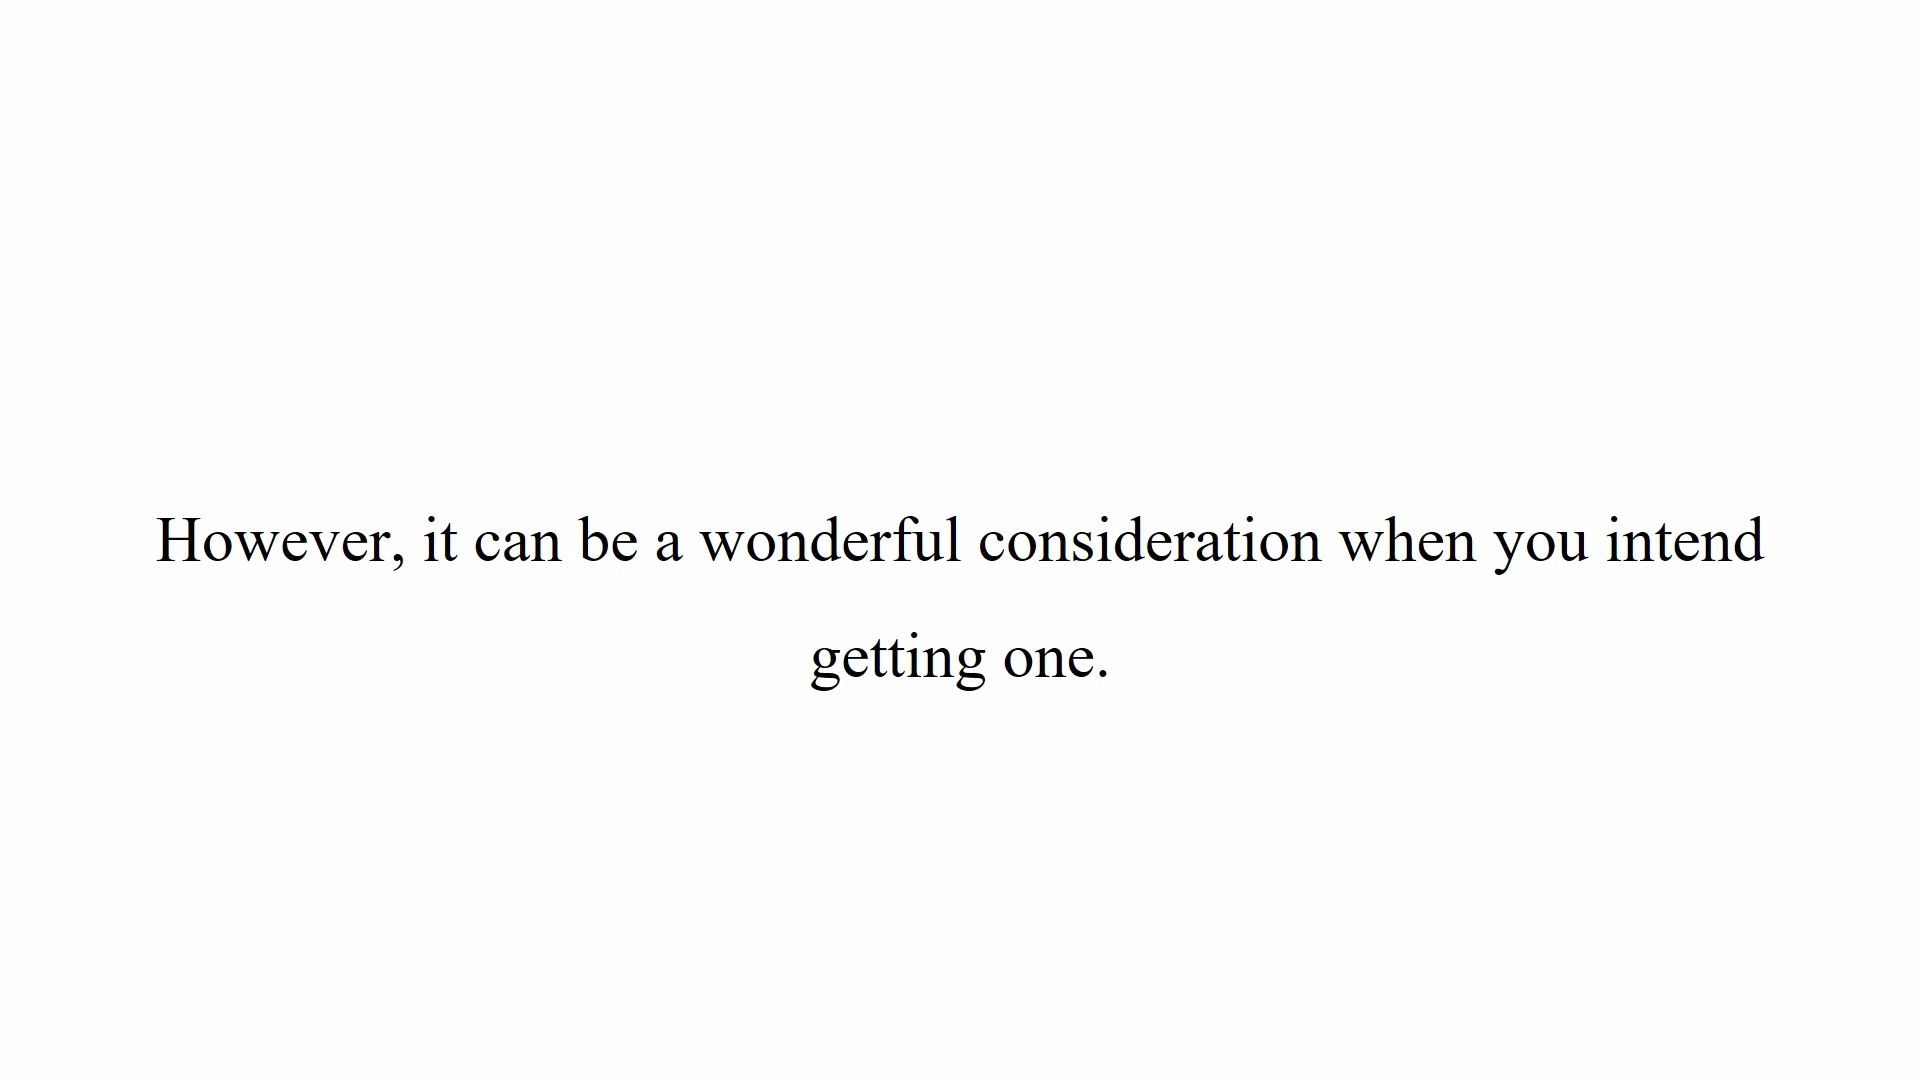 However, it can be a wonderful consideration when you intend
getting one.